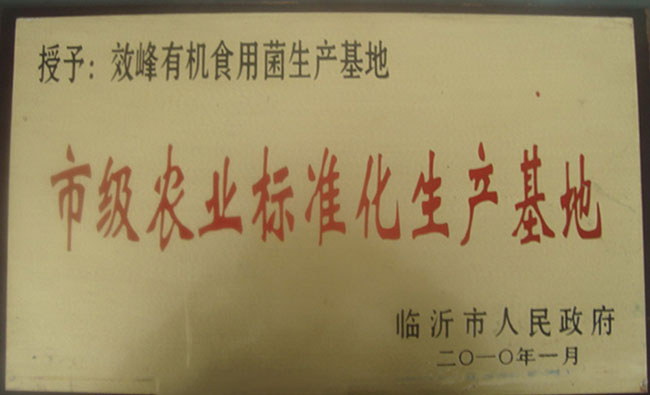 授予：效峰有机食用菌生产基地
市级农业标准化生产基地
临沂市人民政府
二〇一〇年一月